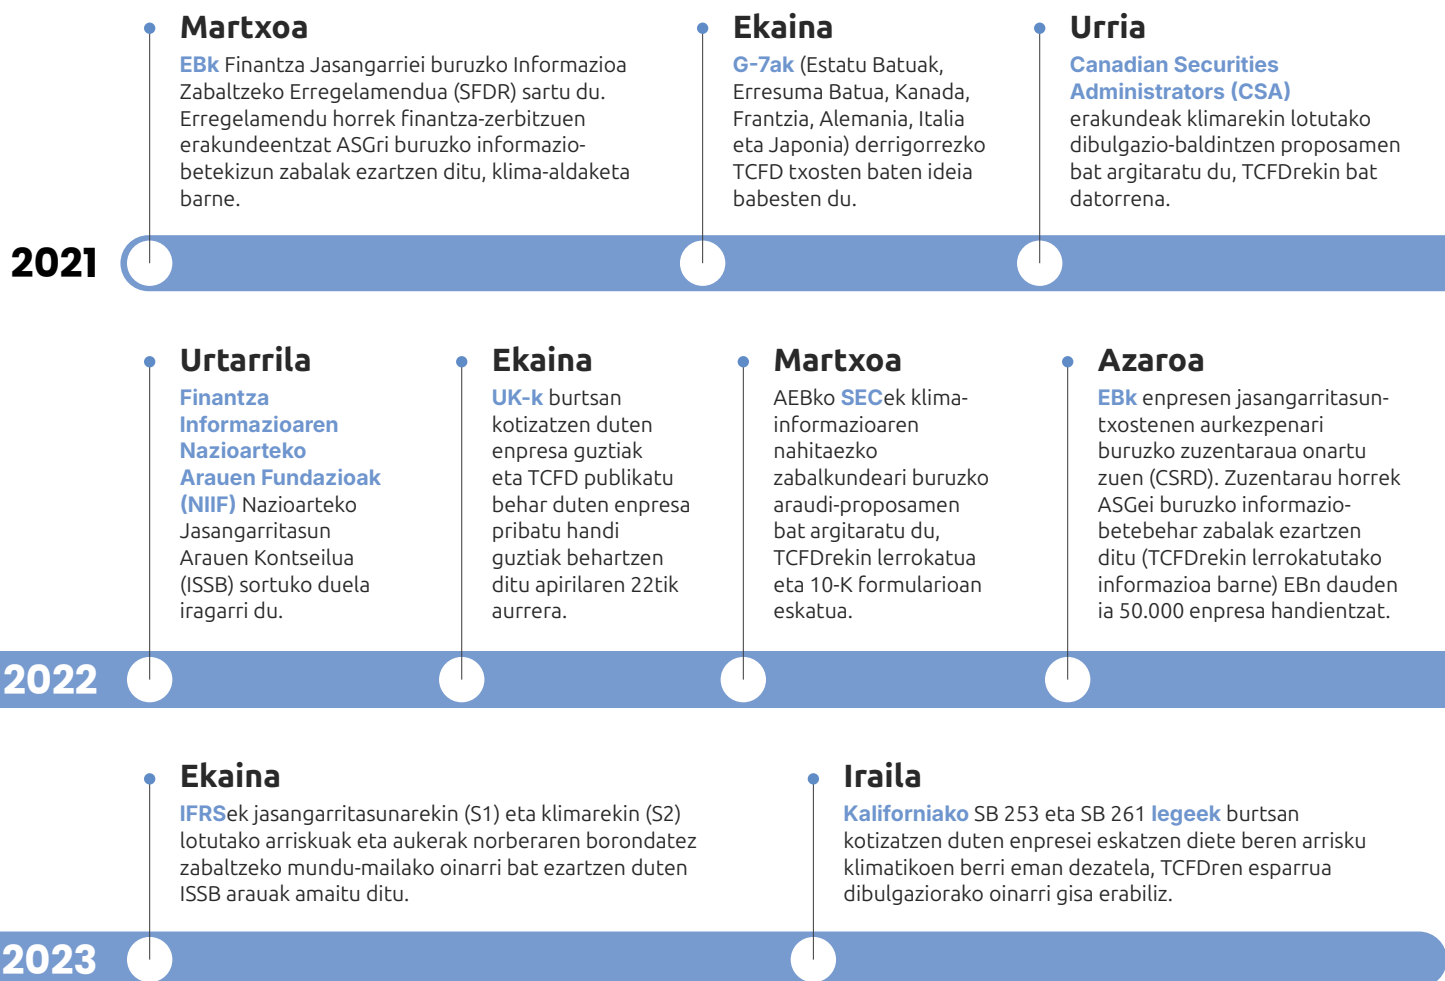 2021
Martxoa
EBk Finantza Jasangarriei buruzko Informazioa
Zabaltzeko Erregelamendua (SFDR) sartu du.
Erregelamendu horrek finantza-zerbitzuen
erakundeentzat ASGri buruzko informazio-
betekizun zabalak ezartzen ditu, klima-aldaketa
barne.
Ekaina
G-7ak (Estatu Batuak,
Erresuma Batua, Kanada,
Frantzia, Alemania, Italia
eta Japonia) derrigorrezko
TCFD txosten baten ideia
babesten du.
Urria
Canadian Securities
Administrators (CSA)
erakundeak klimarekin lotutako
dibulgazio-baldintzen proposamen
bat argitaratu du, TCFDrekin bat
datorrena.
2022
Urtarrila
Finantza
Informazioaren
Nazioarteko
Arauen Fundazioak
(NIIF) Nazioarteko
Jasangarritasun
Arauen Kontseilua
(ISSB) sortuko duela
iragarri du.
Ekaina
UK-k burtsan
kotizatzen duten
enpresa guztiak
eta TCFD publikatu
behar duten enpresa
pribatu handi
guztiak behartzen
ditu apirilaren 22tik
aurrera.
Martxoa
AEBko SECek klima-
informazioaren
nahitaezko
zabalkundeari buruzko
araudi-proposamen
bat argitaratu du,
TCFDrekin lerrokatua
eta 10-K formularioan
eskatua.
Azaroa
EBk enpresen jasangarritasun-
txostenen aurkezpenari
buruzko zuzentaraua onartu
zuen (CSRD). Zuzentarau horrek
ASGei buruzko informazio-
betebehar zabalak ezartzen
ditu (TCFDrekin lerrokatutako
informazioa barne) EBn dauden
ia 50.000 enpresa handientzat.
2023
Ekaina
IFRSek jasangarritasunarekin (S1) eta klimarekin (S2)
lotutako arriskuak eta aukerak norberaren borondatez
zabaltzeko mundu-mailako oinarri bat ezartzen duten
ISSB arauak amaitu ditu.
Iraila
Kaliforniako SB 253 eta SB 261 legeek burtsan
kotizatzen duten enpresei eskatzen diete beren arrisku
klimatikoen berri eman dezatela, TCFDren esparrua
dibulgaziorako oinarri gisa erabiliz.